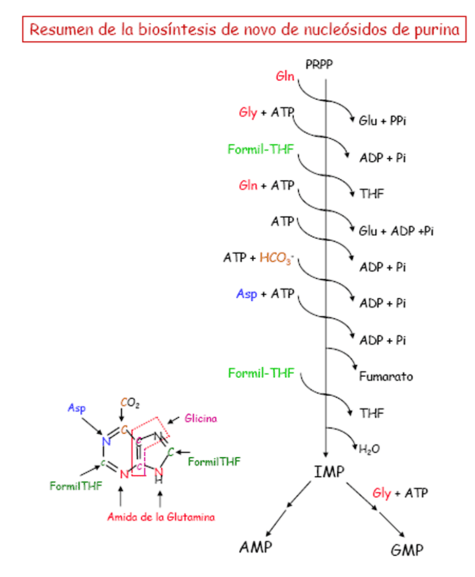 Resumen de la biosíntesis de novo de nucleósidos de purina
PRPP
Gln
Glu + PPi
Gly + ATP
ADP + Pi
Formil-THF
THF
Gln + ATP
Glu + ADP +Pi
ATP
ADP + Pi
ATP + HCO3-
ADP + Pi
Asp + ATP
ADP + Pi
Fumarato
Formil-THF
THF
H2O
IMP
Gly + ATP
AMP
GMP
CO2
Asp
Glicina
C
N
C
C
N
C
C
N
N
H
FormilTHF
FormilTHF
Amida de la Glutamina